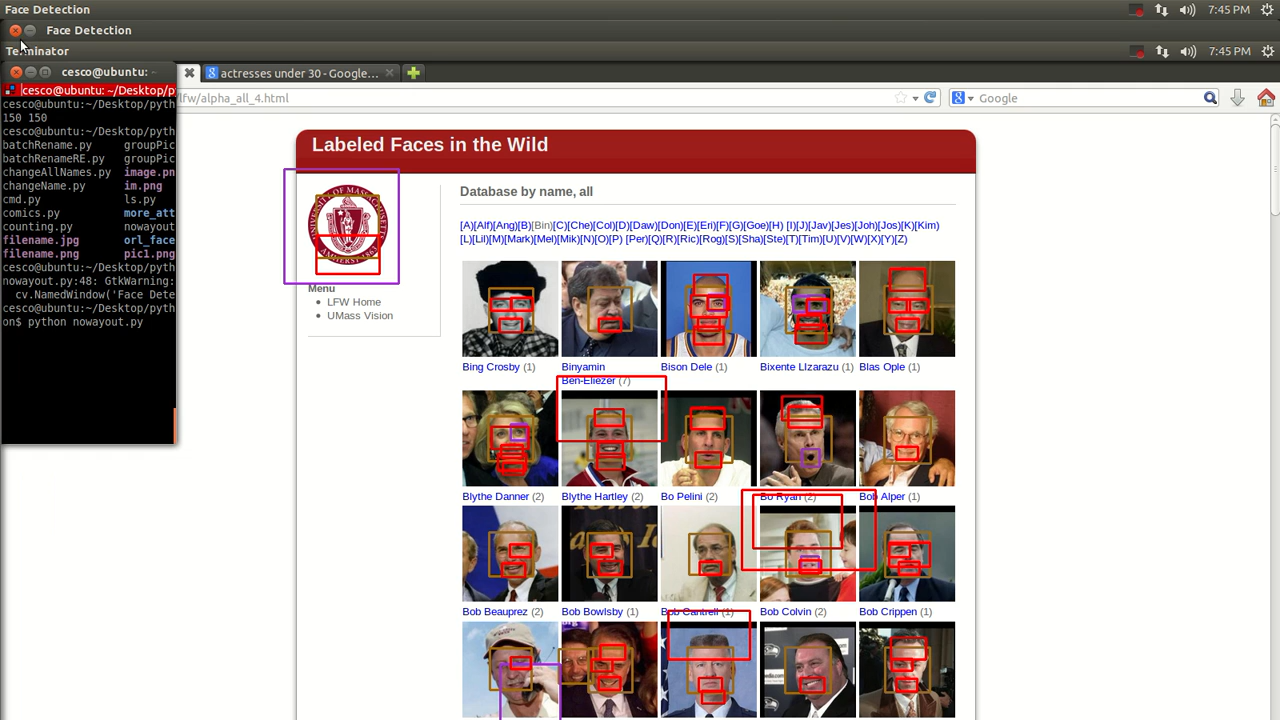 Face Detection
7:45 PM
Face Detection
Terminator
7:45 PM
cesco@ubuntu: ~
actresses under 30 - Google...
cesco@ubuntu: ~/Desktop/p
lfw/alpha_all_4.html
Google
cesco@ubuntu:~/Desktop/pyth
150 150
cesco@ubuntu:~/Desktop/pyth
batchRename.py groupPic
batchRenameRE.py groupPic
changeAllNames.py image.pn
changeName.py im.png
cmd.py ls.py
comics.py more_att
counting.py nowayout
filename.jpg orl_face
filename.png pic1.png
cesco@ubuntu:~/Desktop/pyth
nowayout.py:48: GtkWarning:
cv.NamedWindow('Face Dete
cesco@ubuntu:~/Desktop/pyth
on$ python nowayout.py
Labeled Faces in the Wild
UNIVERSITY OF MASSACHUSETTS
AMHERST 1863
Menu
LFW Home
UMass Vision
Database by name, all
[A][Alf][Ang][B][Bin][C][Che][Col][D][Daw][Don][E][Eri][F][G][Goe][H) [I][J][Jav][Jes][Joh][Jos][K][Kim)
[L][Lil][M][Mark][Mel][Mik][N][O][P) [Per][Q][R][Ric][Rog][S][Sha][Ste][T][Tim][U][V][W][X][Y][Z)
Bing Crosby (1)
Binyamin
Ben-Eliezer (7)
Bison Dele (1)
Bixente LIzarazu (1)
Blas Ople (1)
Blythe Danner (2)
Blythe Hartley (2)
Bo Pelini (2)
Bo Ryan (2)
Bob Alper (1)
Bob Beauprez (2)
Bob Bowlsby (1)
Bob Cantrell (1)
Bob Colvin (2)
Bob Crippen (1)